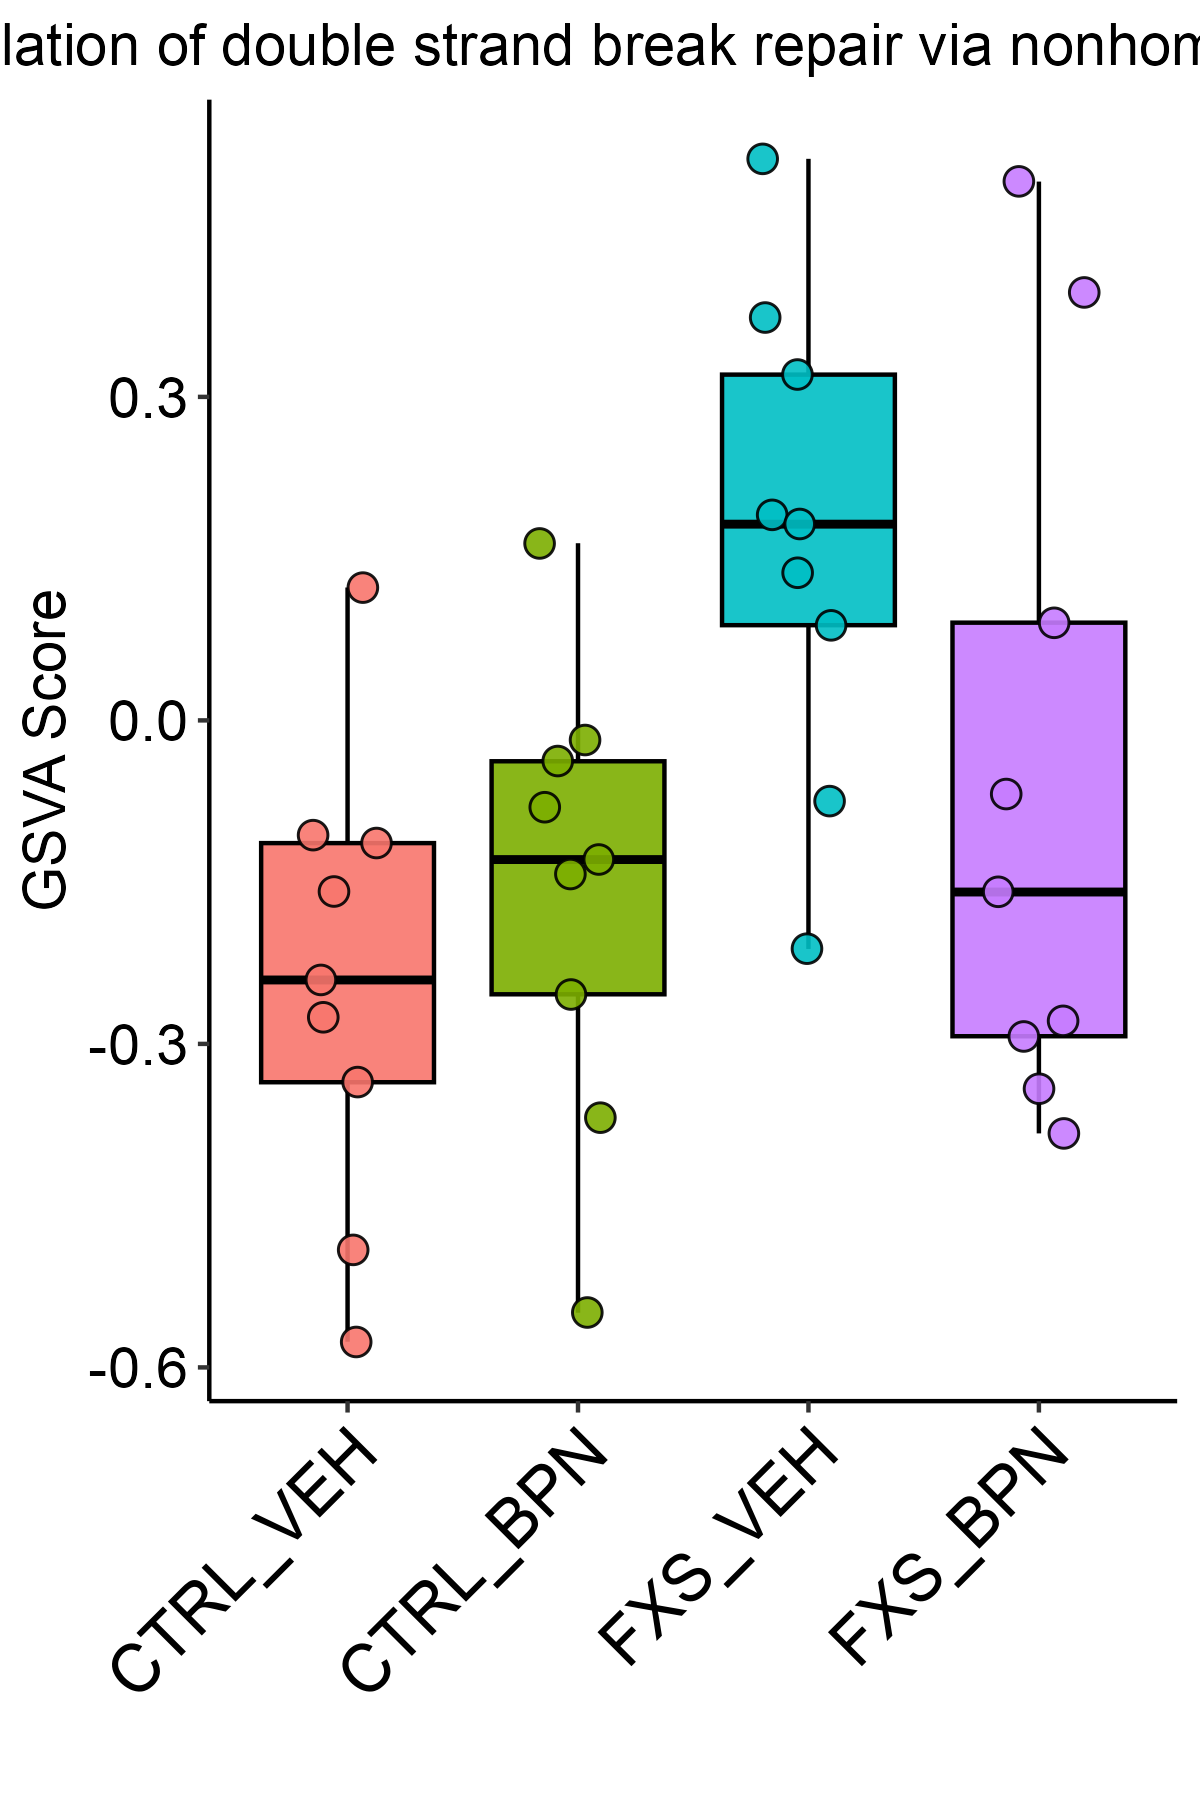 lation of double strand break repair via nonhom
GSVA Score
0.3
0.0
-0.3
-0.6
CTRL_VEH
CTRL_BPN
FXS_VEH
FXS_BPN